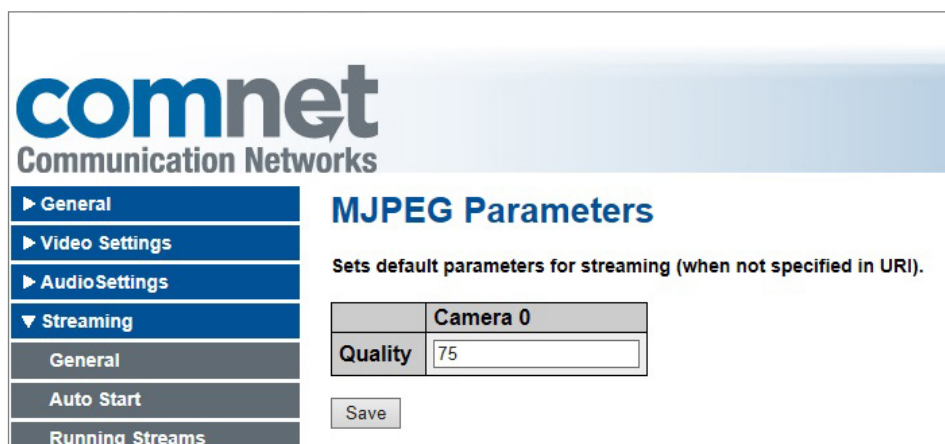 comnet
Communication Networks
▶ General
▶ Video Settings
▶ AudioSettings
▼ Streaming
General
Auto Start
Running Streams
MJPEG Parameters
Sets default parameters for streaming (when not specified in URI).
Camera 0
Quality 75
Save